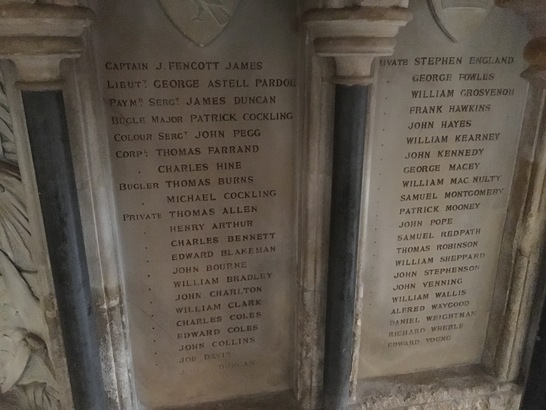 CAPTAIN J. FENCOTT JAMES
LIEUT. GEORGE ASTELL PARDOE
PAYMR SERGT JAMES DUNCAN
BUGLE MAJOR PATRICK COCKLING
COLOUR SERGT JOHN PEGG
CORPL THOMAS FARRAND
CHARLES HINE
BUGLER THOMAS BURNS
MICHAEL COCKLING
PRIVATE THOMAS ALLEN
HENRY ARTHUR
CHARLES BENNETT
EDWARD BLAKEMAN
JOHN BOURNE
WILLIAM BRADLEY
JOHN CHARLTON
WILLIAM CLARK
CHARLES COLES
EDWARD COLES
JOHN COLLINS
JOB DAVIS
DUNCAN
IVATE STEPHEN ENGLAND
GEORGE FOWLES
WILLIAM GROSVENOR
FRANK HAWKINS
JOHN HAYES
WILLIAM KEARNEY
JOHN KENNEDY
GEORGE MACEY
WILLIAM MAC NULTY
SAMUEL MONTGOMERY
PATRICK MOONEY
JOHN POPE
SAMUEL REDPATH
THOMAS ROBINSON
WILLIAM SHEPPARD
JOHN STEPHENSON
JOHN VENNING
WILLIAM WALLIS
ALFRED WAYGOOD
DANIEL WEIGHTMAN
RICHARD WHEBLE
EDWARD YOUNG